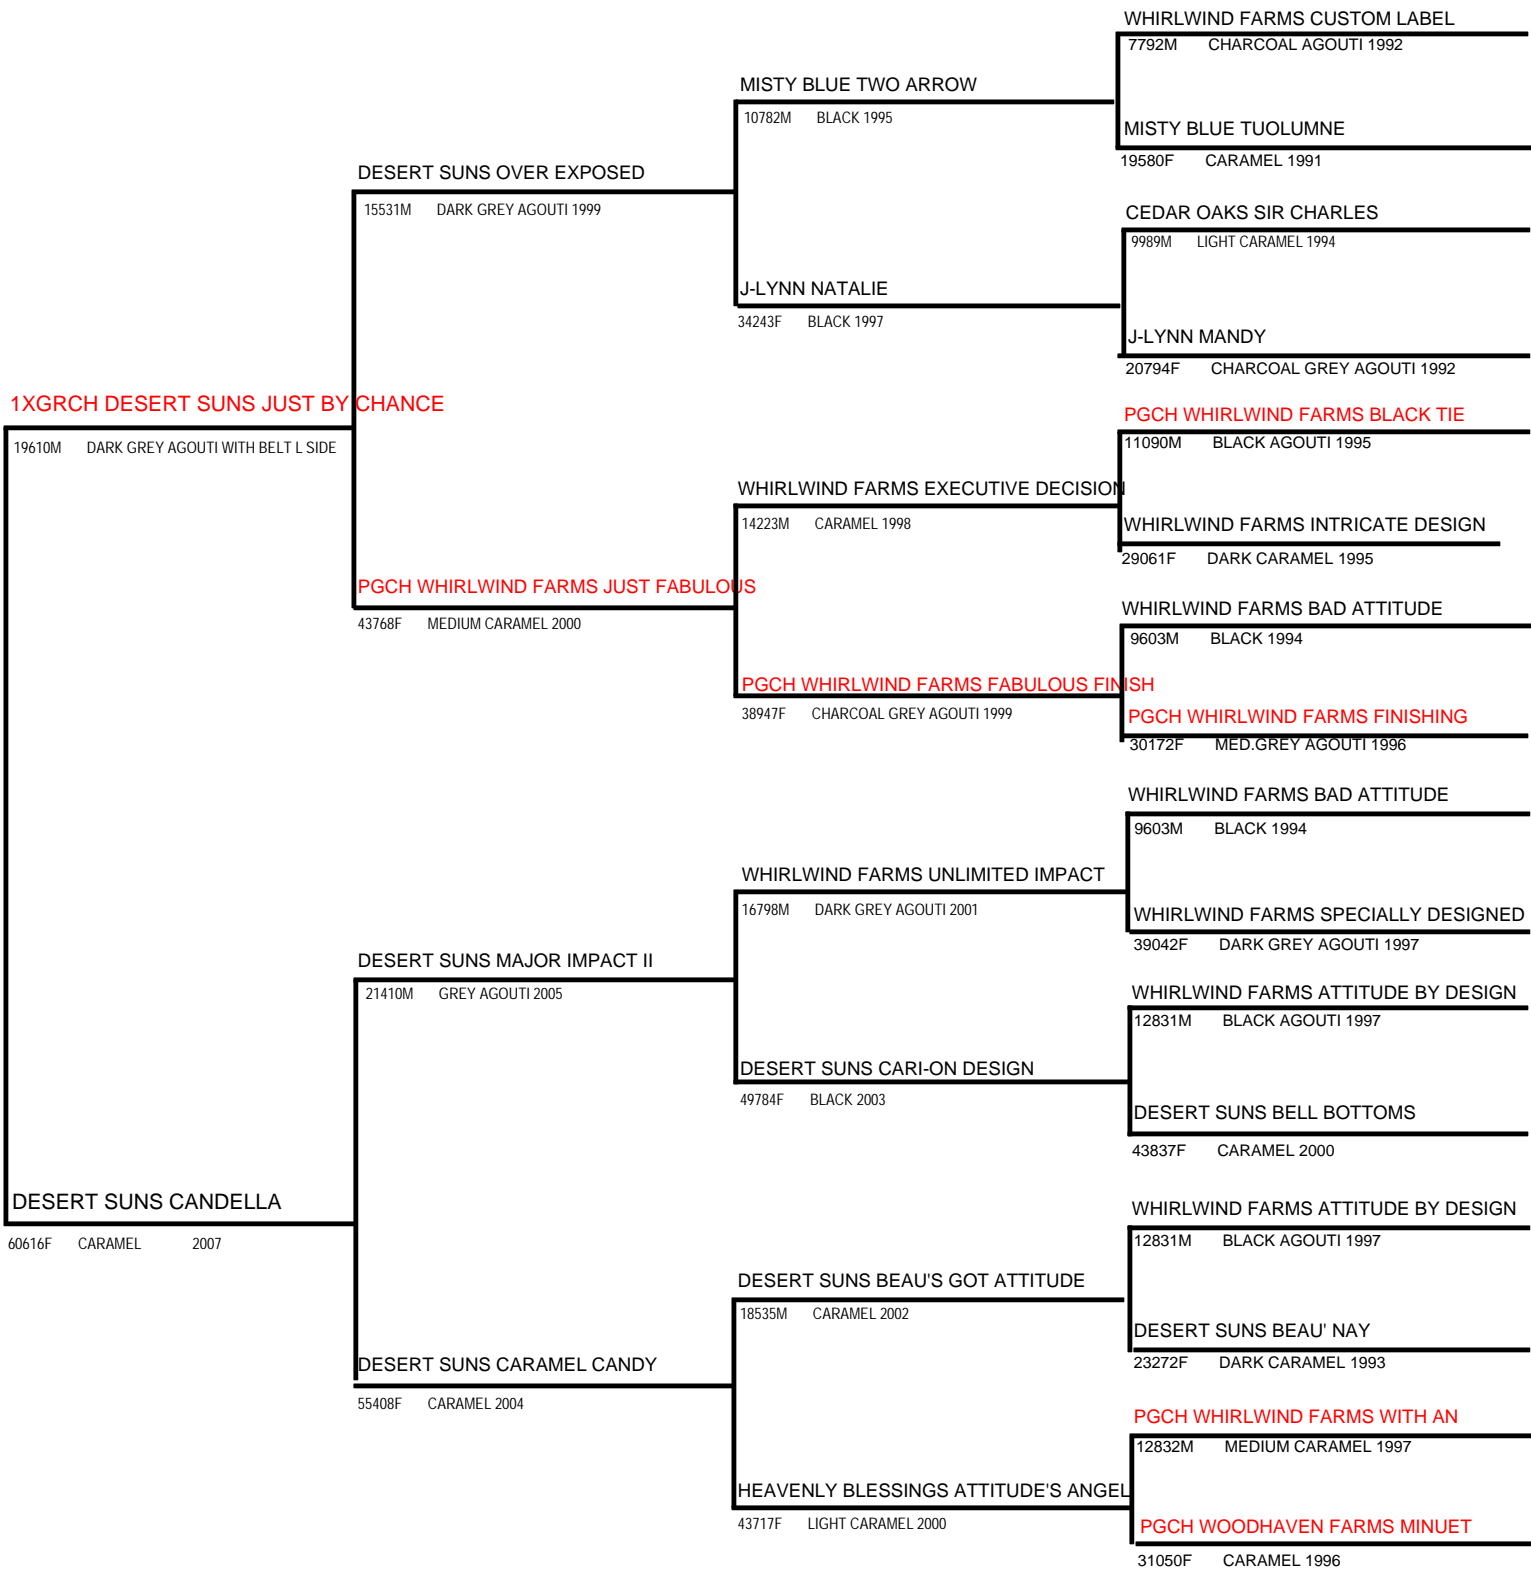 WHIRLWIND FARMS CUSTOM LABEL
7792M CHARCOAL AGOUTI 1992
MISTY BLUE TWO ARROW
10782M BLACK 1995
MISTY BLUE TUOLUMNE
19580F CARAMEL 1991
DESERT SUNS OVER EXPOSED
15531M DARK GREY AGOUTI 1999
CEDAR OAKS SIR CHARLES
9989M LIGHT CARAMEL 1994
J-LYNN NATALIE
34243F BLACK 1997
J-LYNN MANDY
20794F CHARCOAL GREY AGOUTI 1992
1XGRCH DESERT SUNS JUST BY CHANCE
19610M DARK GREY AGOUTI WITH BELT L SIDE
PGCH WHIRLWIND FARMS BLACK TIE
11090M BLACK AGOUTI 1995
WHIRLWIND FARMS EXECUTIVE DECISION
14223M CARAMEL 1998
WHIRLWIND FARMS INTRICATE DESIGN
29061F DARK CARAMEL 1995
PGCH WHIRLWIND FARMS JUST FABULOUS
43768F MEDIUM CARAMEL 2000
WHIRLWIND FARMS BAD ATTITUDE
9603M BLACK 1994
PGCH WHIRLWIND FARMS FABULOUS FINISH
38947F CHARCOAL GREY AGOUTI 1999
PGCH WHIRLWIND FARMS FINISHING
30172F MED.GREY AGOUTI 1996
WHIRLWIND FARMS BAD ATTITUDE
9603M BLACK 1994
WHIRLWIND FARMS UNLIMITED IMPACT
16798M DARK GREY AGOUTI 2001
WHIRLWIND FARMS SPECIALLY DESIGNED
39042F DARK GREY AGOUTI 1997
DESERT SUNS MAJOR IMPACT II
21410M GREY AGOUTI 2005
WHIRLWIND FARMS ATTITUDE BY DESIGN
12831M BLACK AGOUTI 1997
DESERT SUNS CARI-ON DESIGN
49784F BLACK 2003
DESERT SUNS BELL BOTTOMS
43837F CARAMEL 2000
DESERT SUNS CANDELLA
60616F CARAMEL 2007
WHIRLWIND FARMS ATTITUDE BY DESIGN
12831M BLACK AGOUTI 1997
DESERT SUNS BEAU'S GOT ATTITUDE
18535M CARAMEL 2002
DESERT SUNS BEAU' NAY
23272F DARK CARAMEL 1993
DESERT SUNS CARAMEL CANDY
55408F CARAMEL 2004
PGCH WHIRLWIND FARMS WITH AN
12832M MEDIUM CARAMEL 1997
HEAVENLY BLESSINGS ATTITUDE'S ANGEL
43717F LIGHT CARAMEL 2000
PGCH WOODHAVEN FARMS MINUET
31050F CARAMEL 1996